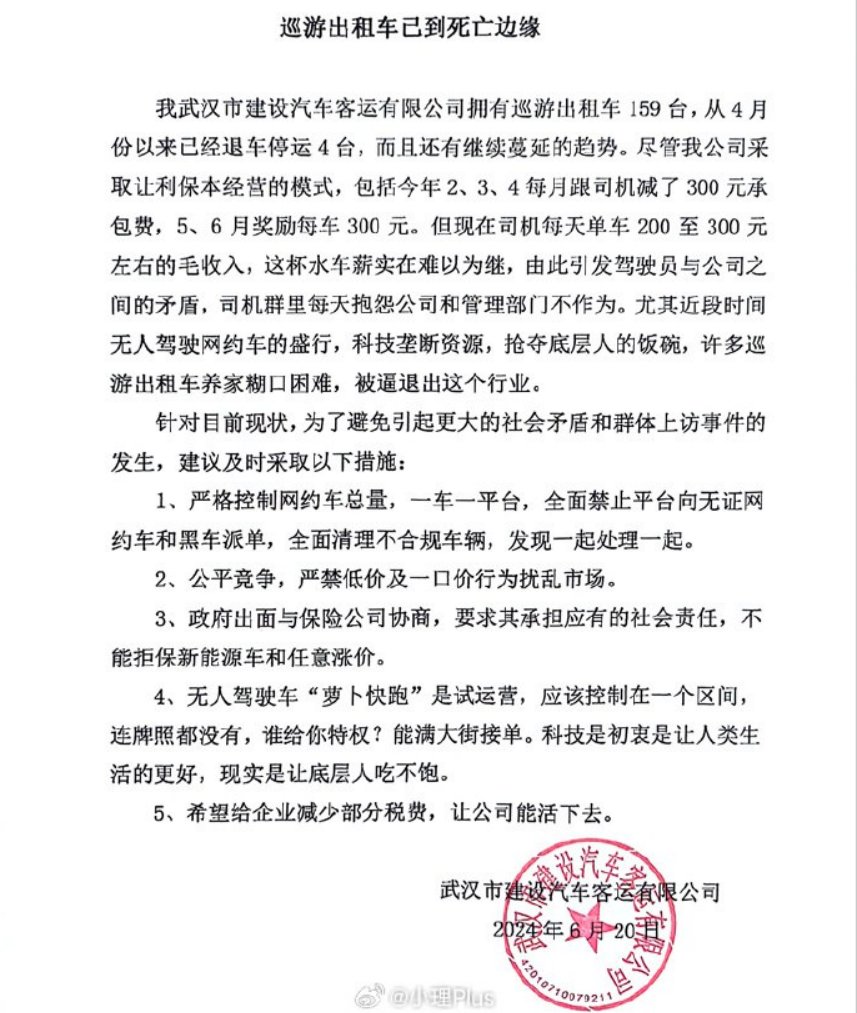 巡游出租车己到死亡边缘
我武汉市建设汽车客运有限公司拥有巡游出租车 159 台，从 4 月
份以来已经退车停运 4 台，而且还有继续蔓延的趋势。尽管我公司采
取让利保本经营的模式，包括今年 2、3、4 每月跟司机减了 300 元承
包费，5、6 月奖励每车 300 元。但现在司机每天单车 200 至 300 元
左右的毛收入，这杯水车薪实在难以为继，由此引发驾驶员与公司之
间的矛盾，司机群里每天抱怨公司和管理部门不作为。尤其近段时间
无人驾驶网约车的盛行，科技垄断资源，抢夺底层人的饭碗，许多巡
游出租车养家糊口困难，被逼退出这个行业。
针对目前现状，为了避免引起更大的社会矛盾和群体上访事件的
发生，建议及时采取以下措施：
1、严格控制网约车总量，一车一平台，全面禁止平台向无证网
约车和黑车派单，全面清理不合规车辆，发现一起处理一起。
2、公平竞争，严禁低价及一口价行为扰乱市场。
3、政府出面与保险公司协商，要求其承担应有的社会责任，不
能拒保新能源车和任意涨价。
4、无人驾驶车“萝卜快跑”是试运营，应该控制在一个区间，
连牌照都没有，谁给你特权？能满大街接单。科技是初衷是让人类生
活的更好，现实是让底层人吃不饱。
5、希望给企业减少部分税费，让公司能活下去。
武汉市建设汽车客运有限公司
2024 年 6 月 20 日
武汉市建设汽车客运有限公司
42010710079211
@小理Plus